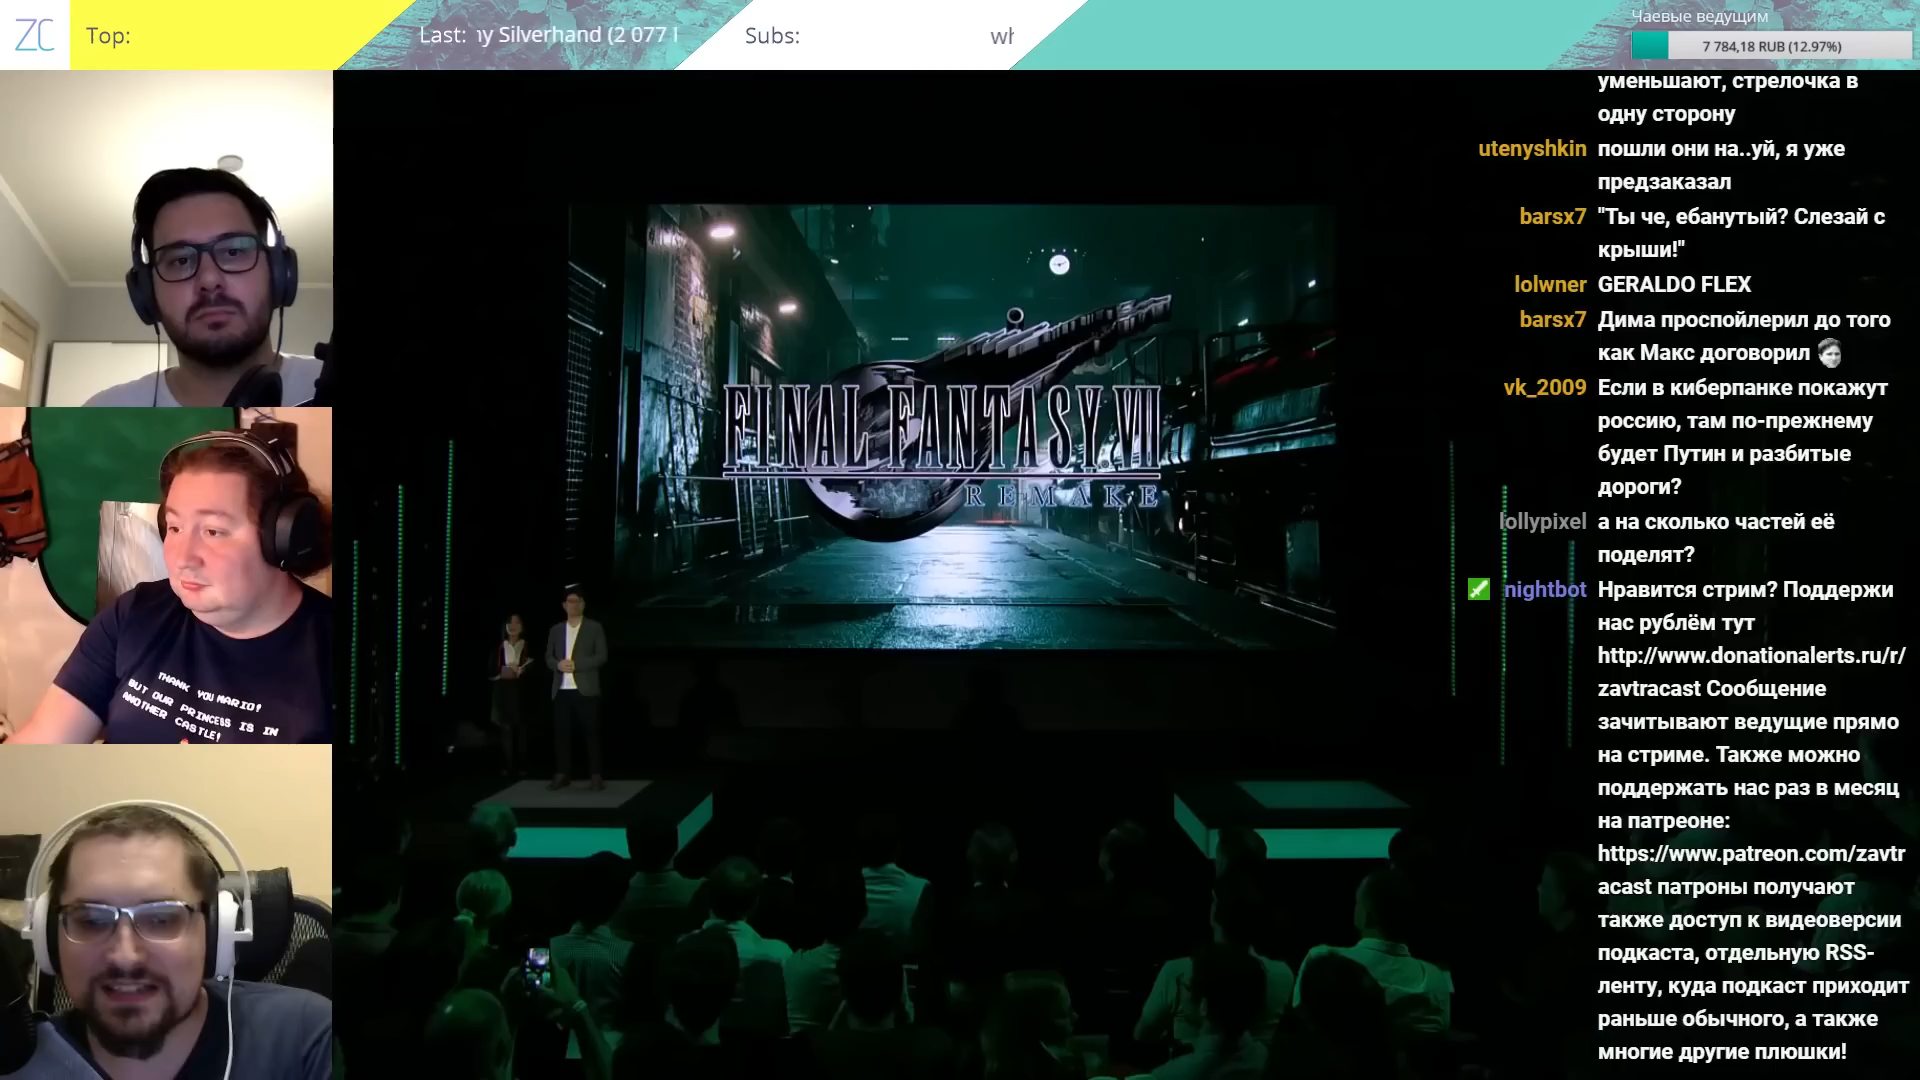 ZC
Top:
Last: ny Silverhand (2 077
Subs:
Чаевые ведущим
7 784,18 RUB (12.97%)
уменьшают, стрелочка в
одну сторону
utenyshkin пошли они на..уй, я уже
предзаказал
barsx7 "Ты че, ебанутый? Слезай с
крыши!"
lolwner GERALDO FLEX
barsx7 Дима проспойлерил до того
как Макс договорил
vk_2009 Если в киберпанке покажут
россию, там по-прежнему
будет Путин и разбитые
дороги?
lollypixel а на сколько частей её
поделят?
nightbot Нравится стрим? Поддержи
нас рублём тут
http://www.donationalerts.ru/r/
zavtracast Сообщение
зачитывают ведущие прямо
на стриме. Также можно
поддержать нас раз в месяц
на патреоне:
https://www.patreon.com/zavtr
acast патроны получают
также доступ к видеоверсии
подкаста, отдельную RSS-
ленту, куда подкаст приходит
раньше обычного, а также
многие другие плюшки!
FINAL FANTASY VII
REMAKE
THANK YOU MARIO!
BUT OUR PRINCESS IS IN
ANOTHER CASTLE!